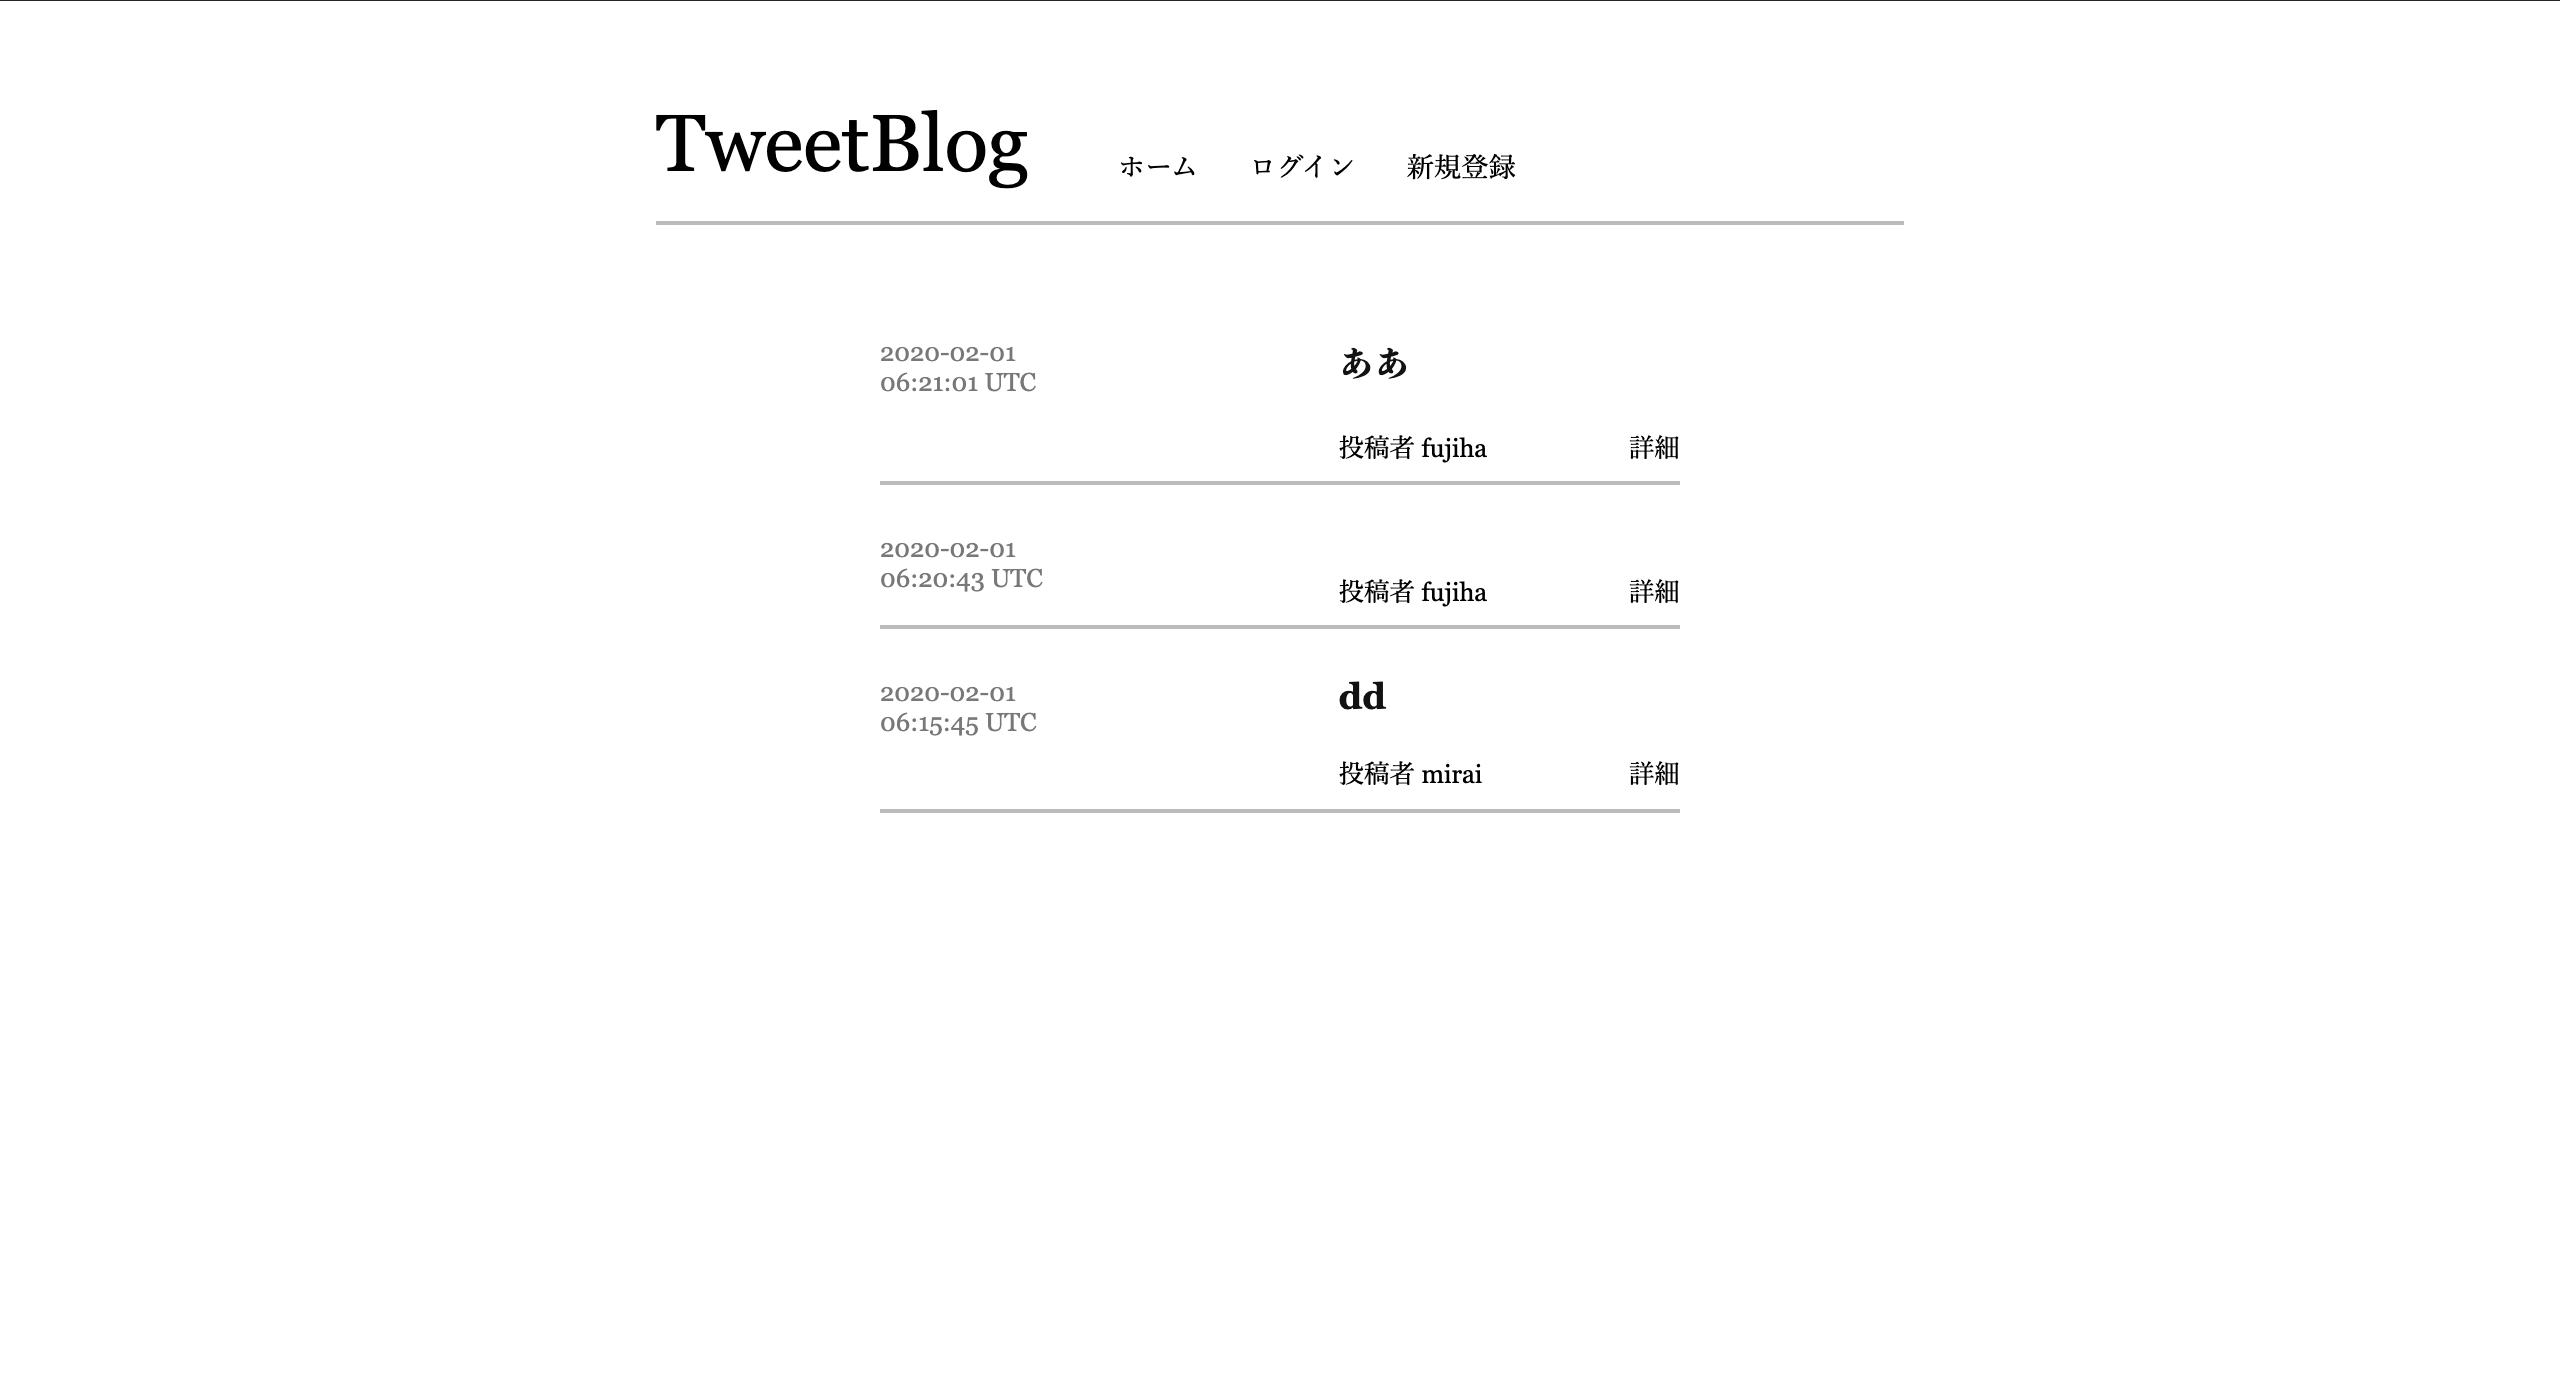 TweetBlog
ホーム ログイン 新規登録
2020-02-01
06:21:01 UTC
ああ
投稿者 fujiha 詳細
2020-02-01
06:20:43 UTC
投稿者 fujiha 詳細
2020-02-01
06:15:45 UTC
dd
投稿者 mirai 詳細